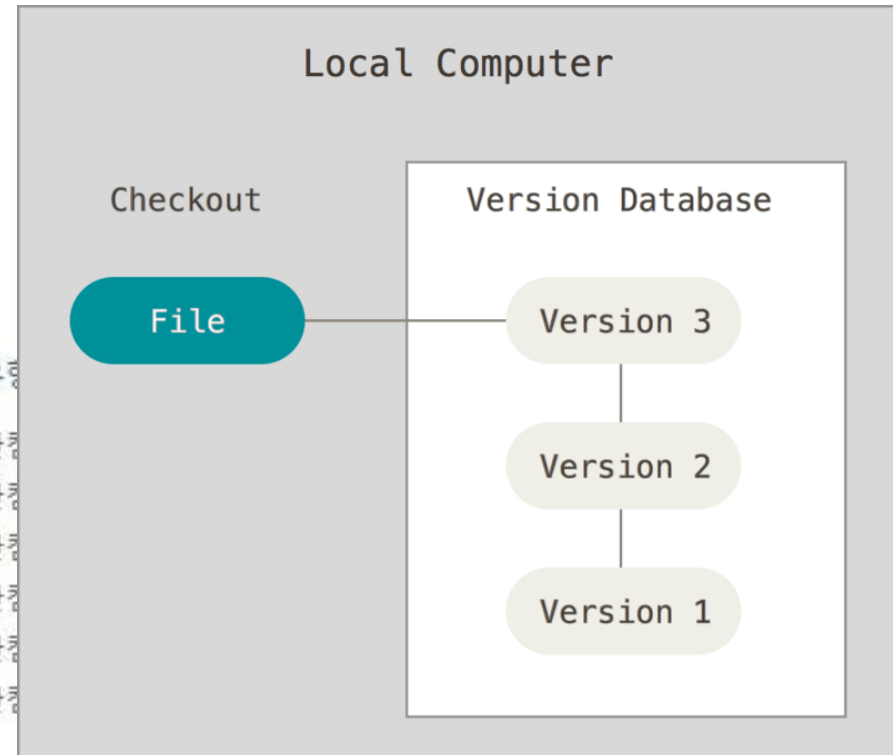 Local Computer
Checkout
Version Database
File
Version 3
Version 2
Version 1